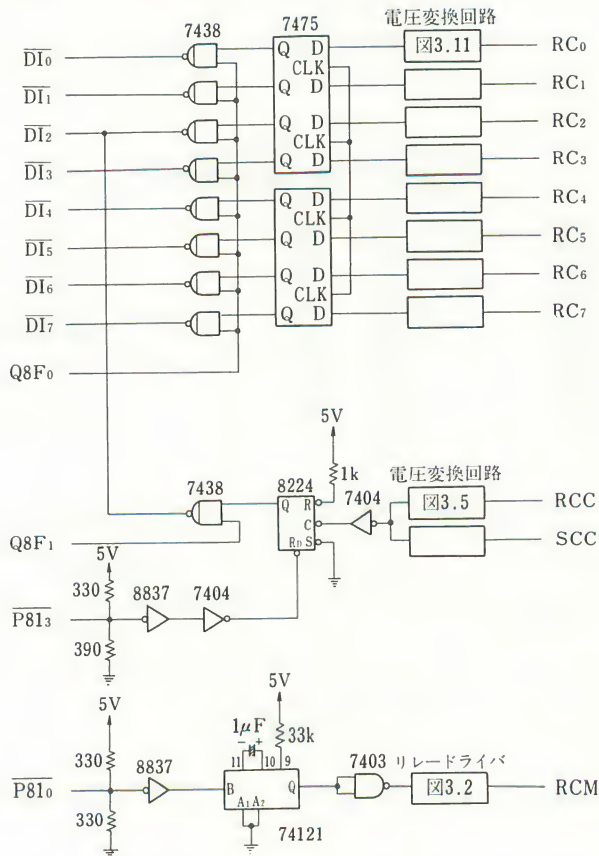 7438
7475
電圧変換回路
DI0
Q D
CLK
図3.11
RC0
DI1
Q D
RC1
DI2
Q D
CLK
RC2
DI3
Q D
RC3
DI4
Q D
CLK
RC4
DI5
Q D
RC5
DI6
Q D
CLK
RC6
DI7
Q D
RC7
Q8F0
5V
1k
7438
8224
7404
電圧変換回路
Q R
C
RD S
図3.5
RCC
SCC
Q8F1
5V
330
8837
7404
P813
390
5V
5V
1μF
- +
33k
330
8837
11 10 9
7403
リレードライバ
P810
B
Q
A1 A2
図3.2
RCM
330
74121